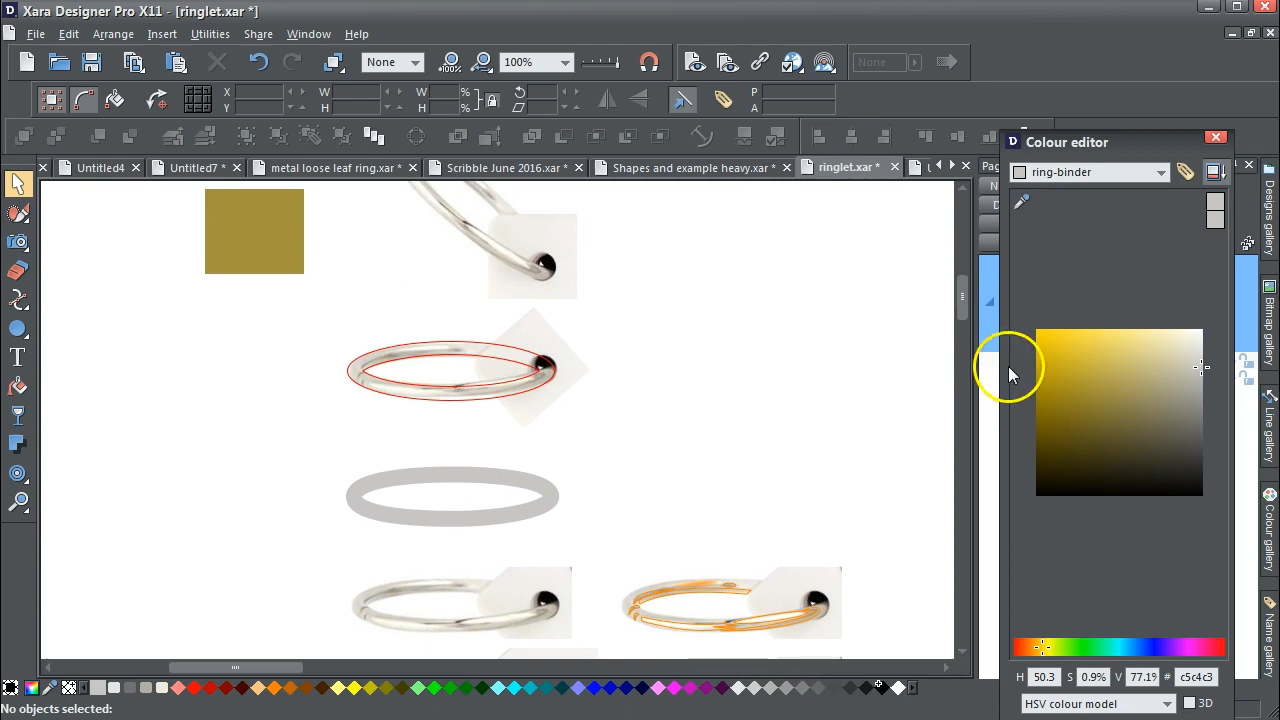 Xara Designer Pro X11 - [ringlet.xar *]
File Edit Arrange Insert Utilities Share Window Help
None 100% 100% None
X W W % P
Y H H % A
Untitled4 Untitled7 * metal loose leaf ring.xar * Scribble June 2016.xar * Shapes and example heavy.xar * ringlet.xar *
Colour editor
ring-binder
Designs gallery
Bitmap gallery
Line gallery
Colour gallery
Name gallery
H 50.3 S 0.9% V 77.1% # c5c4c3
HSV colour model 3D
No objects selected: